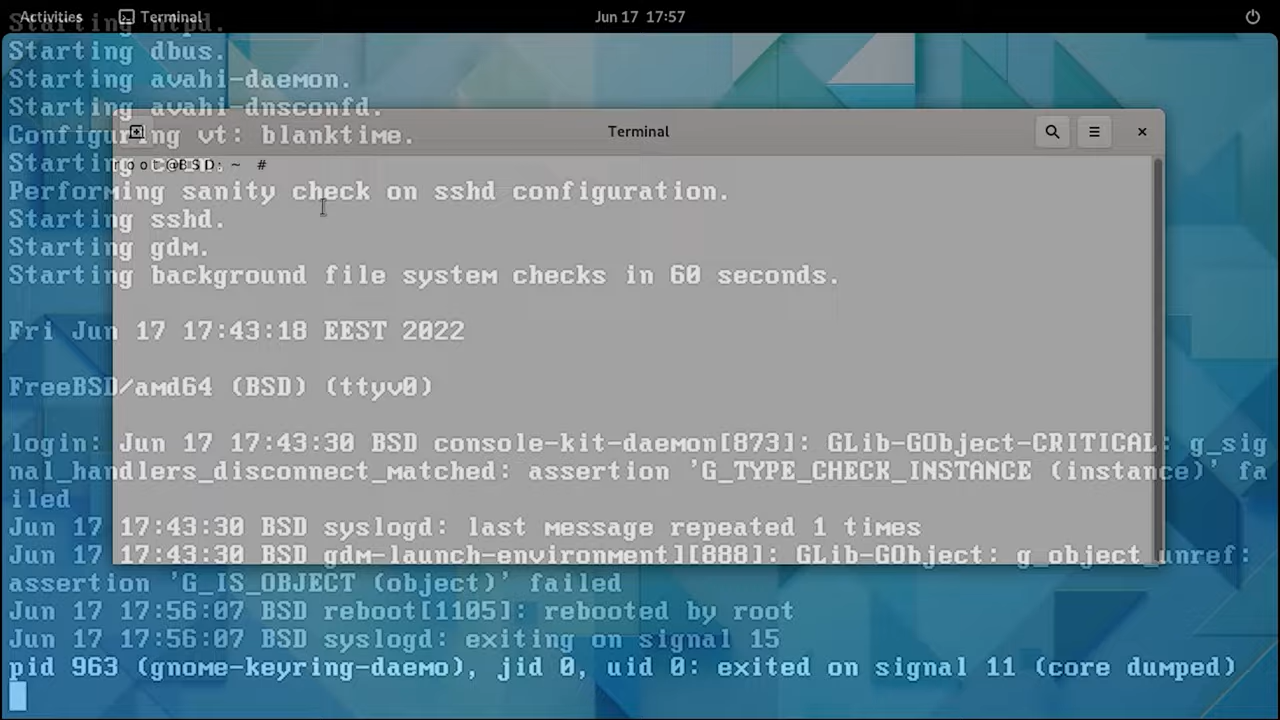 Activities Terminal Jun 17 17:57
Starting ntpd.
Starting dbus.
Starting avahi-daemon.
Starting avahi-dnsconfd.
Terminal
Configuring vt: blanktime.
root@BSD:~ #
Starting
Performing sanity check on sshd configuration.
Starting sshd.
Starting gdm.
Starting background file system checks in 60 seconds.
Fri Jun 17 17:43:18 EEST 2022
FreeBSD/amd64 (BSD) (ttyv0)
login: Jun 17 17:43:30 BSD console-kit-daemon[873]: GLib-GObject-CRITICAL: g_sig
nal_handlers_disconnect_matched: assertion 'G_TYPE_CHECK_INSTANCE (instance)' fa
iled
Jun 17 17:43:30 BSD syslogd: last message repeated 1 times
Jun 17 17:43:30 BSD gdm-launch-environment][888]: GLib-GObject: g_object_unref:
assertion 'G_IS_OBJECT (object)' failed
Jun 17 17:56:07 BSD reboot[1105]: rebooted by root
Jun 17 17:56:07 BSD syslogd: exiting on signal 15
pid 963 (gnome-keyring-daemo), jid 0, uid 0: exited on signal 11 (core dumped)